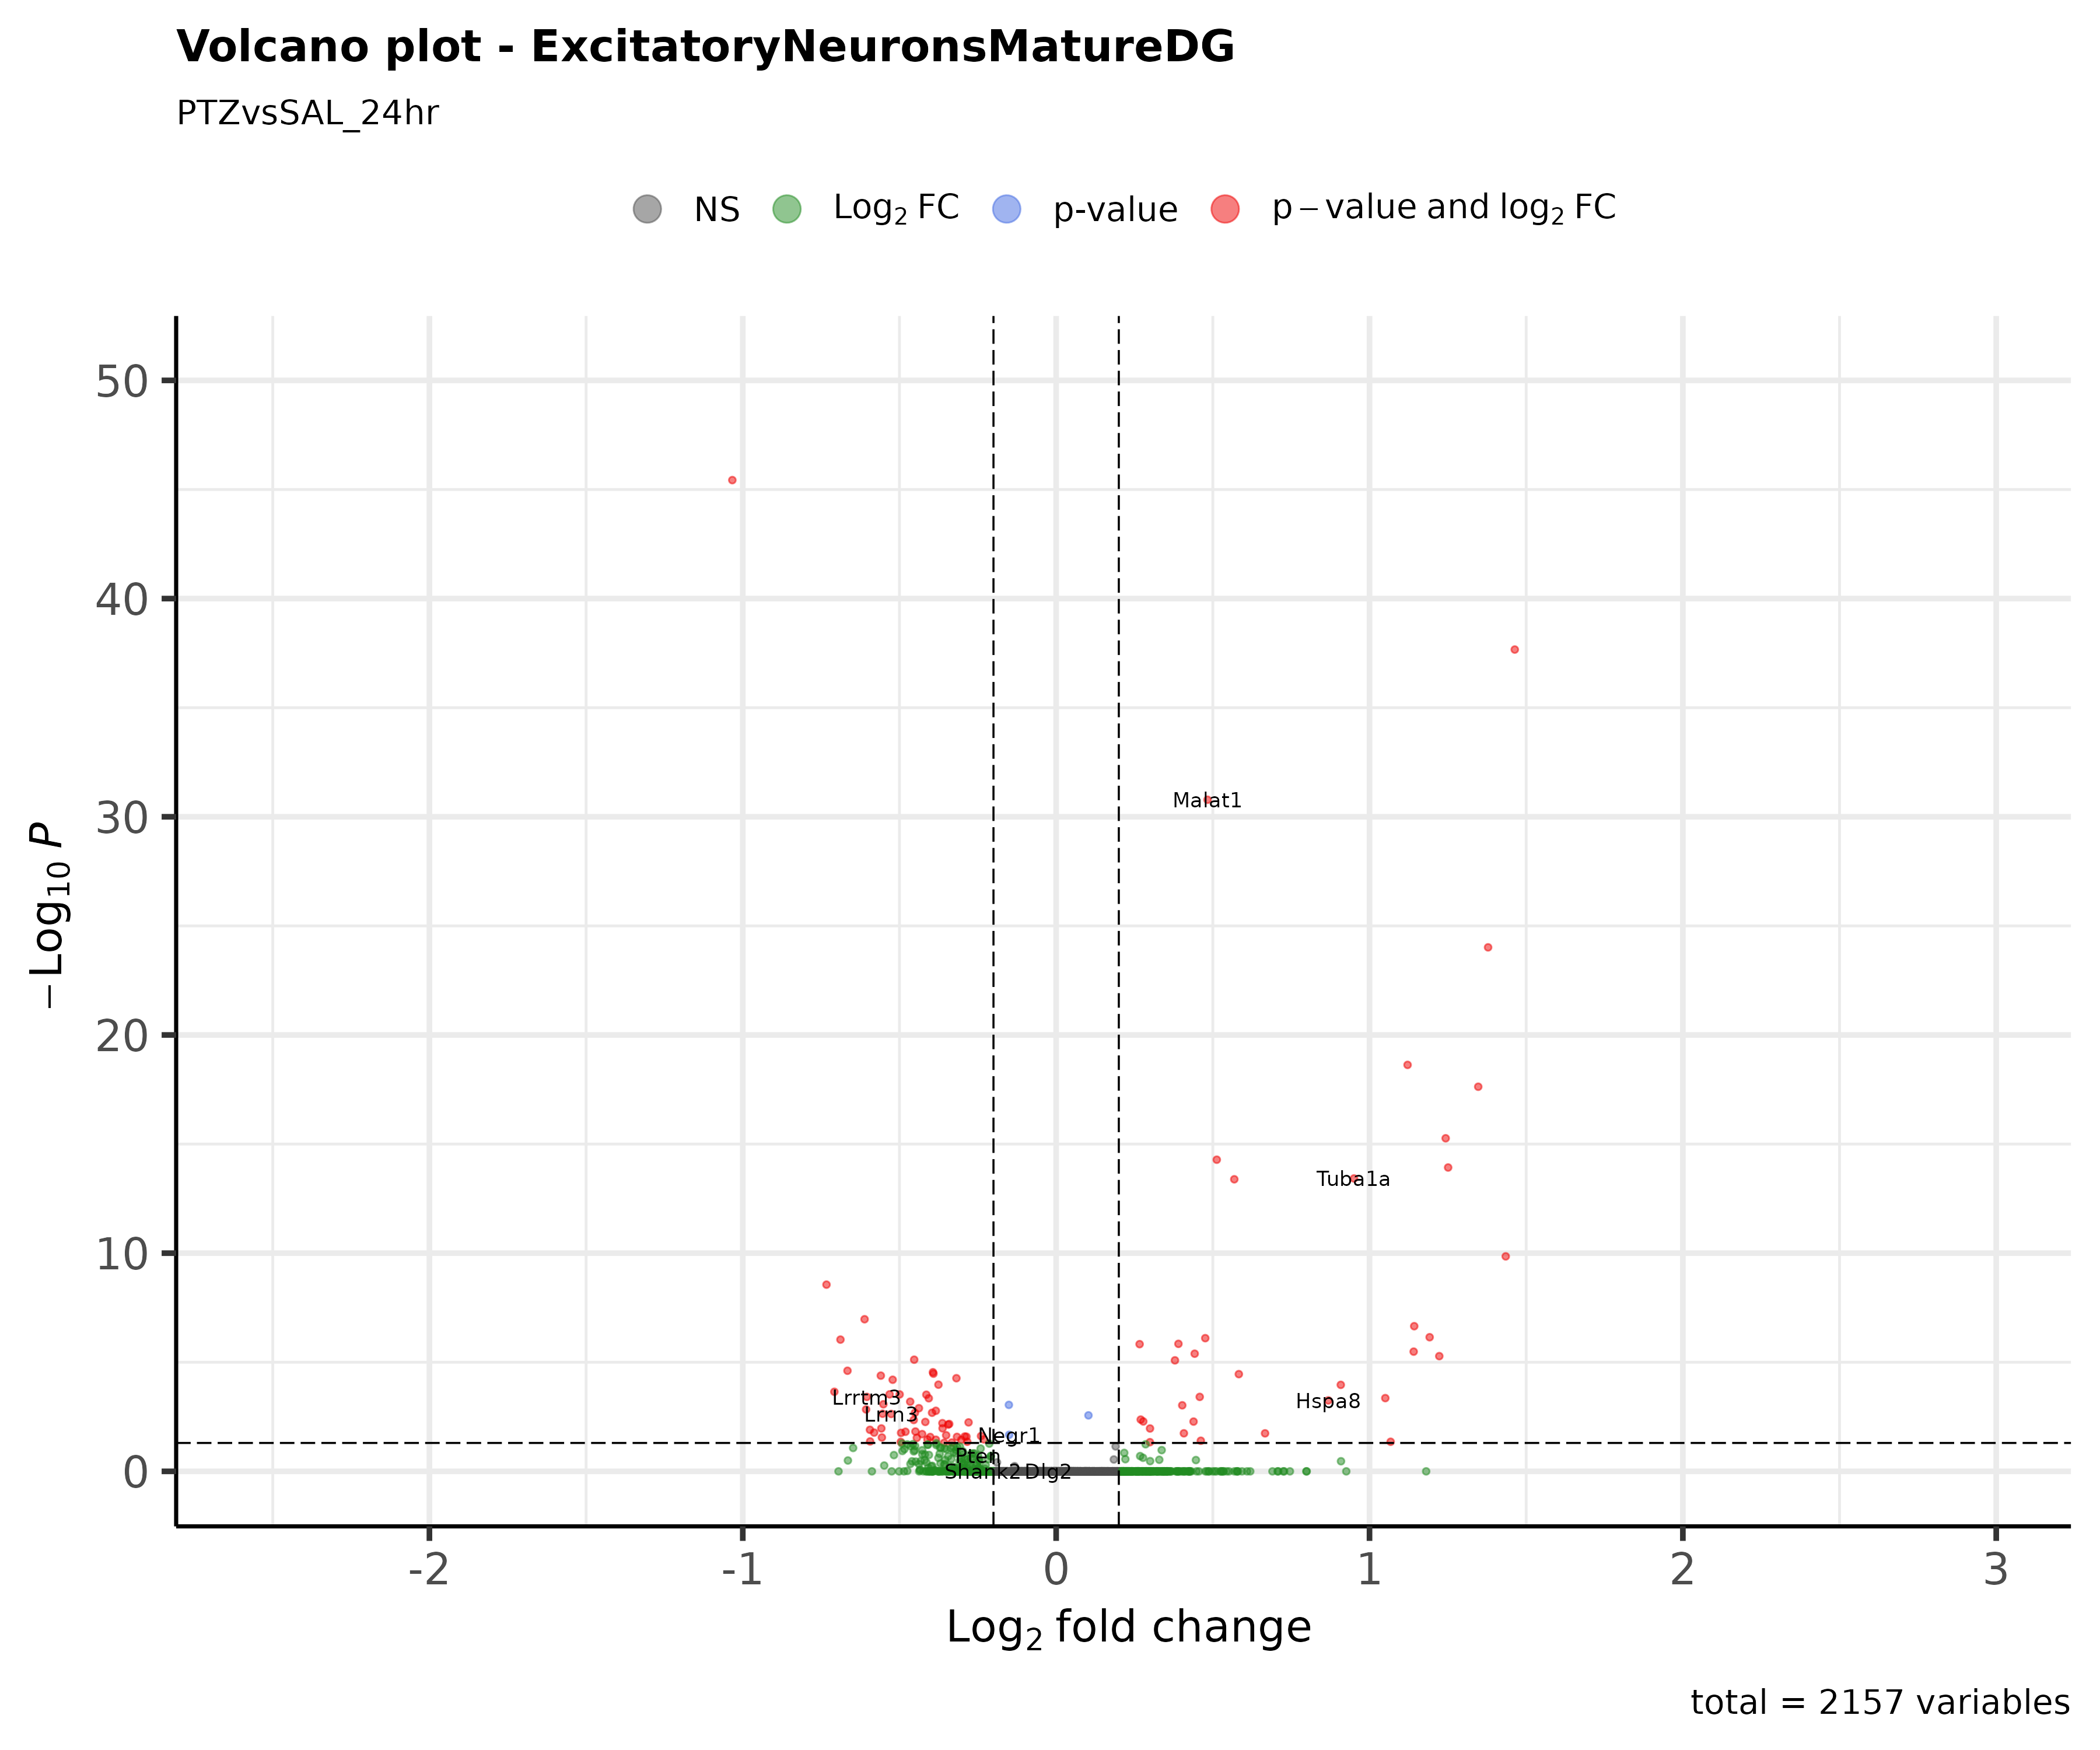 Volcano plot - ExcitatoryNeuronsMatureDG
PTZvsSAL_24hr
NS Log2 FC p-value p − value and log2 FC
50
40
30
20
10
0
−Log10 P
Malat1
Tuba1a
Lrrtm3
Hspa8
Lrrn3
Negr1
Pten
Shank2 Dlg2
-2 -1 0 1 2 3
Log2 fold change
total = 2157 variables